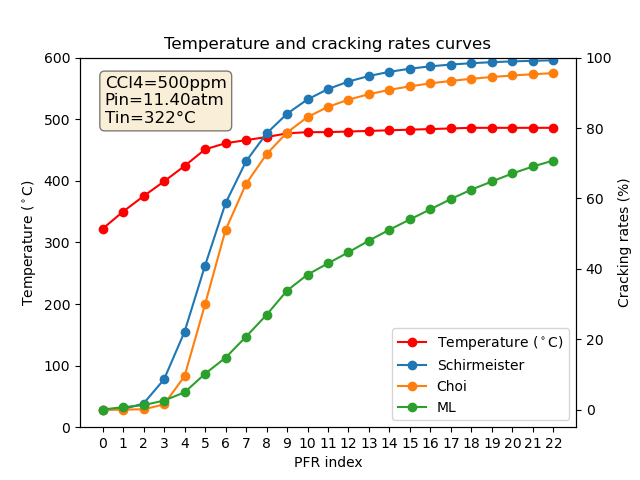 Temperature and cracking rates curves
CCl4=500ppm
Pin=11.40atm
Tin=322°C
600
500
400
300
200
100
0
Temperature (°C)
100
80
60
40
20
0
Cracking rates (%)
Temperature (°C)
Schirmeister
Choi
ML
0 1 2 3 4 5 6 7 8 9 10 11 12 13 14 15 16 17 18 19 20 21 22
PFR index